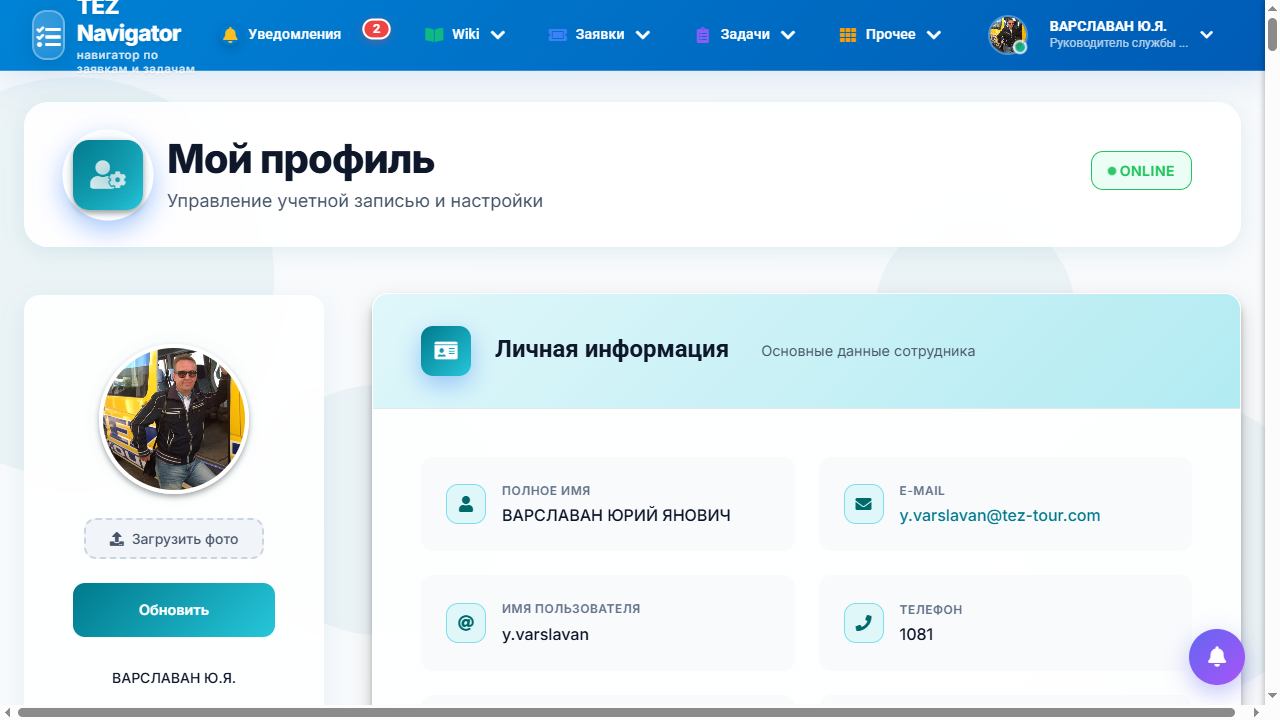 TEZ
Navigator
навигатор по
заявкам и задачам
Уведомления
2
Wiki
Заявки
Задачи
Прочее
ВАРСЛАВАН Ю.Я.
Руководитель службы ...
Мой профиль
Управление учетной записью и настройки
ONLINE
Личная информация
Основные данные сотрудника
Загрузить фото
Обновить
ВАРСЛАВАН Ю.Я.
ПОЛНОЕ ИМЯ
ВАРСЛАВАН ЮРИЙ ЯНОВИЧ
E-MAIL
y.varslavan@tez-tour.com
ИМЯ ПОЛЬЗОВАТЕЛЯ
y.varslavan
ТЕЛЕФОН
1081